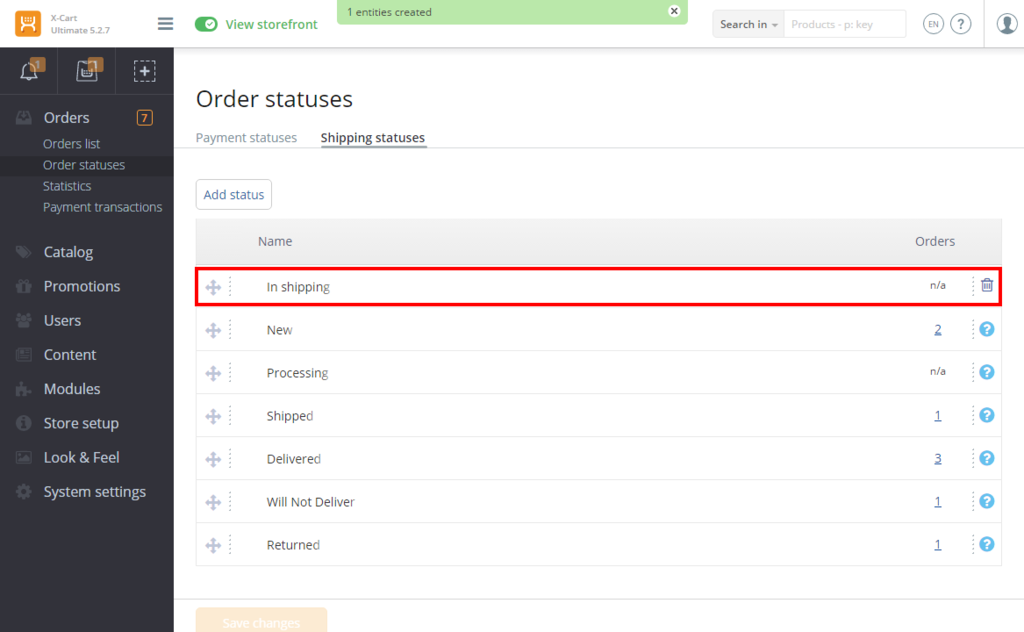 X-Cart
Ultimate 5.2.7
View storefront
1 entities created
Search in
Products - p: key
EN
?
1
1
Orders
7
Orders list
Order statuses
Statistics
Payment transactions
Catalog
Promotions
Users
Content
Modules
Store setup
Look & Feel
System settings
Order statuses
Payment statuses Shipping statuses
Add status
Name Orders
In shipping n/a
New 2 ?
Processing n/a ?
Shipped 1 ?
Delivered 3 ?
Will Not Deliver 1 ?
Returned 1 ?
Save changes